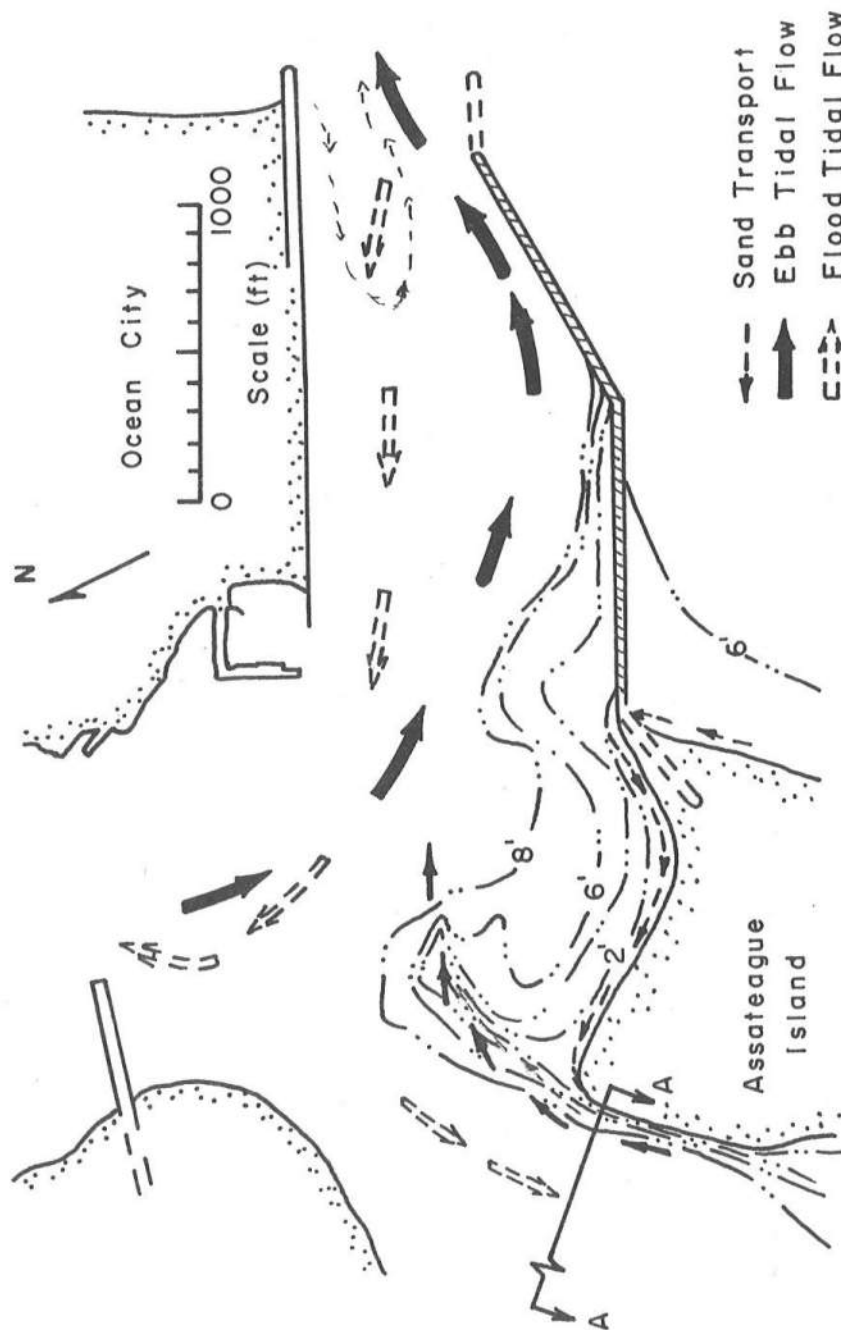 N
Ocean City
0 1000
Scale (ft)
8'
6'
2'
A
A
6'
Assateague
Island
Sand Transport
Ebb Tidal Flow
Flood Tidal Flow